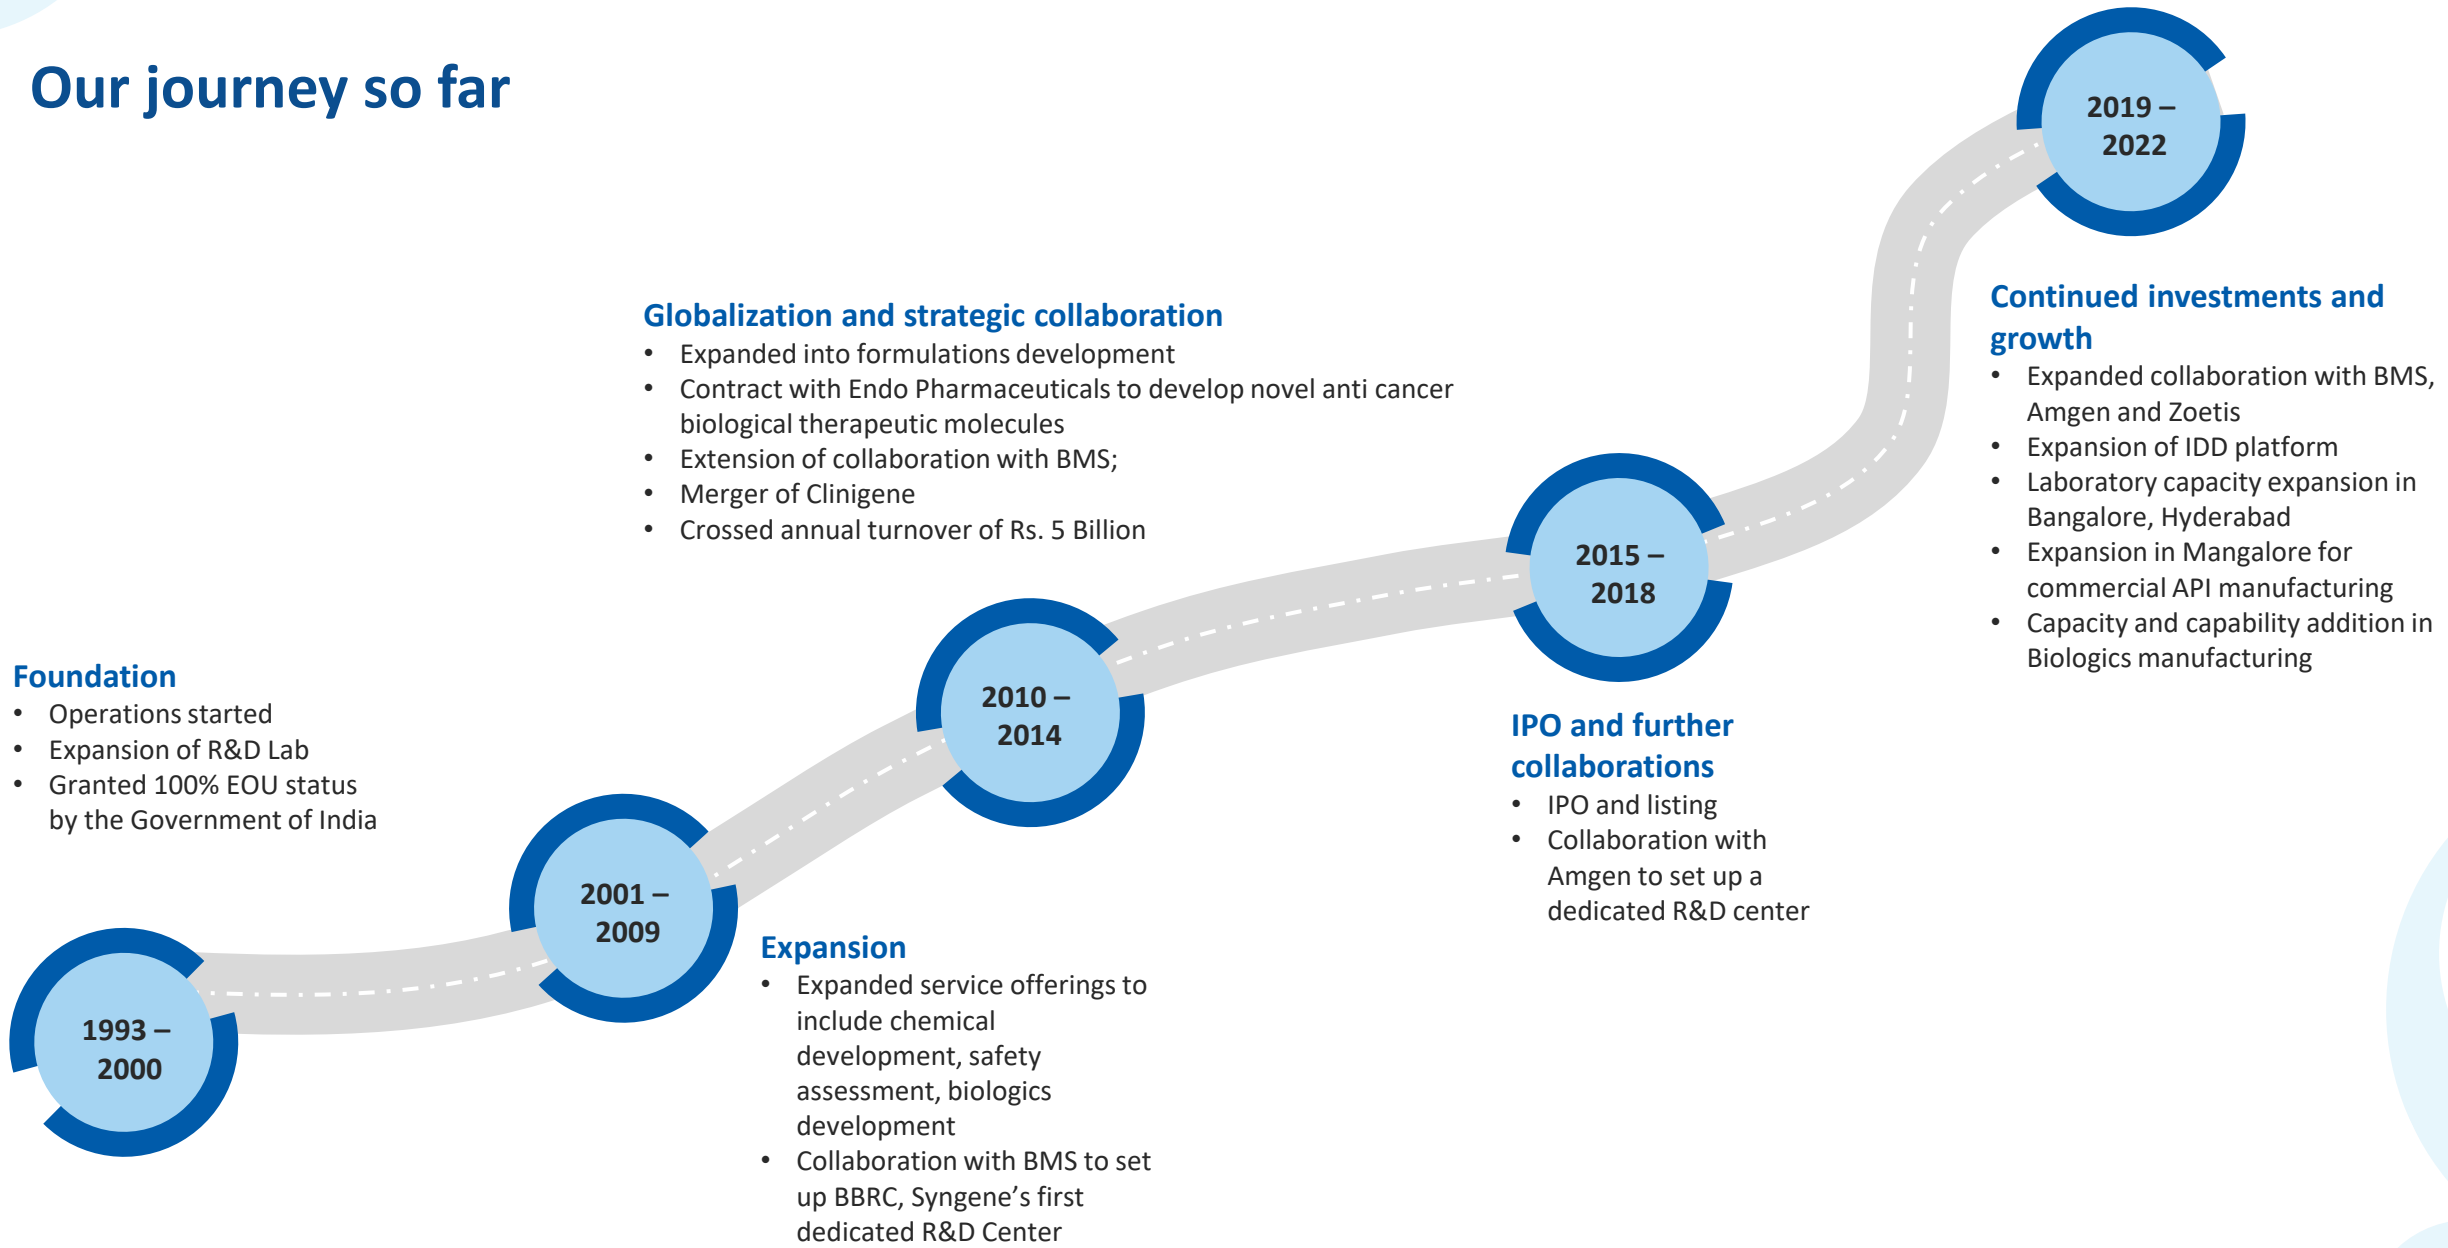 Our journey so far
1993 –
2000
Foundation
• Operations started
• Expansion of R&D Lab
• Granted 100% EOU status
by the Government of India
2001 –
2009
Expansion
• Expanded service offerings to
include chemical
development, safety
assessment, biologics
development
• Collaboration with BMS to set
up BBRC, Syngene’s first
dedicated R&D Center
2010 –
2014
Globalization and strategic collaboration
• Expanded into formulations development
• Contract with Endo Pharmaceuticals to develop novel anti cancer
biological therapeutic molecules
• Extension of collaboration with BMS;
• Merger of Clinigene
• Crossed annual turnover of Rs. 5 Billion
2015 –
2018
IPO and further
collaborations
• IPO and listing
• Collaboration with
Amgen to set up a
dedicated R&D center
2019 –
2022
Continued investments and
growth
• Expanded collaboration with BMS,
Amgen and Zoetis
• Expansion of IDD platform
• Laboratory capacity expansion in
Bangalore, Hyderabad
• Expansion in Mangalore for
commercial API manufacturing
• Capacity and capability addition in
Biologics manufacturing